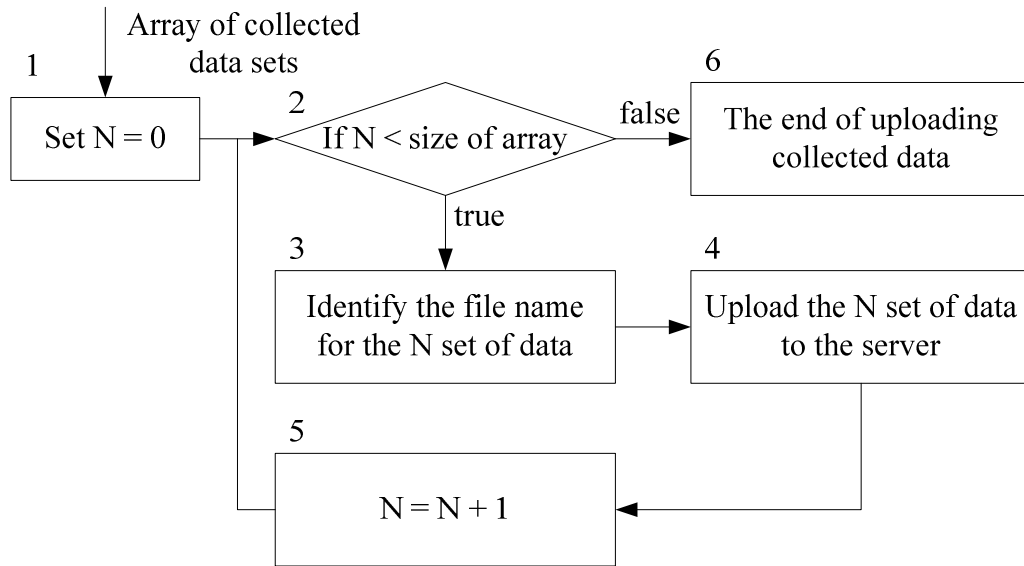 Array of collected
data sets
1
Set N = 0
2
If N < size of array
false
6
The end of uploading
collected data
true
3
Identify the file name
for the N set of data
4
Upload the N set of data
to the server
5
N = N + 1